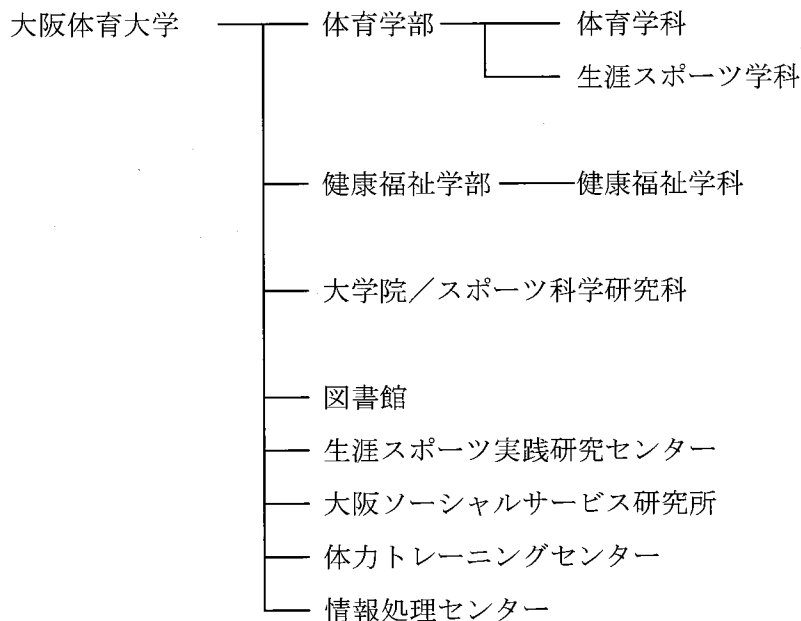 大阪体育大学 体育学部 体育学科
生涯スポーツ学科
健康福祉学部 健康福祉学科
大学院／スポーツ科学研究科
図書館
生涯スポーツ実践研究センター
大阪ソーシャルサービス研究所
体力トレーニングセンター
情報処理センター